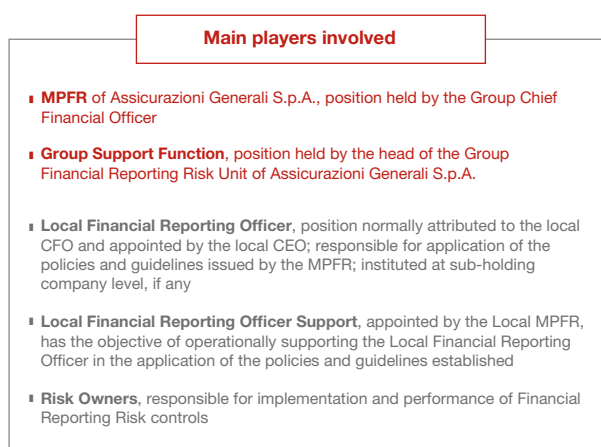 Main players involved
MPFR of Assicurazioni Generali S.p.A., position held by the Group Chief
Financial Officer
Group Support Function, position held by the head of the Group
Financial Reporting Risk Unit of Assicurazioni Generali S.p.A.
Local Financial Reporting Officer, position normally attributed to the local
CFO and appointed by the local CEO; responsible for application of the
policies and guidelines issued by the MPFR; instituted at sub-holding
company level, if any
Local Financial Reporting Officer Support, appointed by the Local MPFR,
has the objective of operationally supporting the Local Financial Reporting
Officer in the application of the policies and guidelines established
Risk Owners, responsible for implementation and performance of Financial
Reporting Risk controls